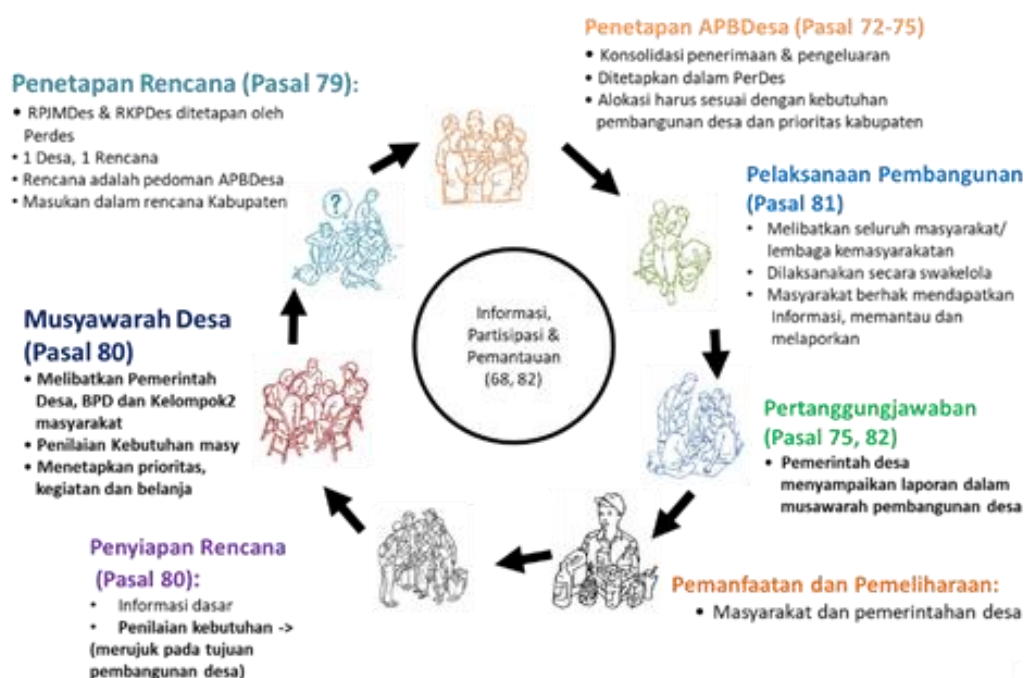 Penetapan APBDesa (Pasal 72-75)
• Konsolidasi penerimaan & pengeluaran
• Ditetapkan dalam PerDes
• Alokasi harus sesuai dengan kebutuhan
pembangunan desa dan prioritas kabupaten
Penetapan Rencana (Pasal 79):
• RPJMDes & RKPDes ditetapan oleh
Perdes
• 1 Desa, 1 Rencana
• Rencana adalah pedoman APBDesa
• Masukan dalam rencana Kabupaten
?
Pelaksanaan Pembangunan
(Pasal 81)
• Melibatkan seluruh masyarakat/
lembaga kemasyarakatan
• Dilaksanakan secara swakelola
• Masyarakat berhak mendapatkan
Informasi, memantau dan
melaporkan
Informasi,
Partisipasi &
Pemantauan
(68, 82)
Musyawarah Desa
(Pasal 80)
• Melibatkan Pemerintah
Desa, BPD dan Kelompok2
masyarakat
• Penilaian Kebutuhan masy
• Menetapkan prioritas,
kegiatan dan belanja
Pertanggungjawaban
(Pasal 75, 82)
• Pemerintah desa
menyampaikan laporan dalam
musawarah pembangunan desa
Penyiapan Rencana
(Pasal 80):
• Informasi dasar
• Penilaian kebutuhan ->
(merujuk pada tujuan
pembangunan desa)
Pemanfaatan dan Pemeliharaan:
• Masyarakat dan pemerintahan desa